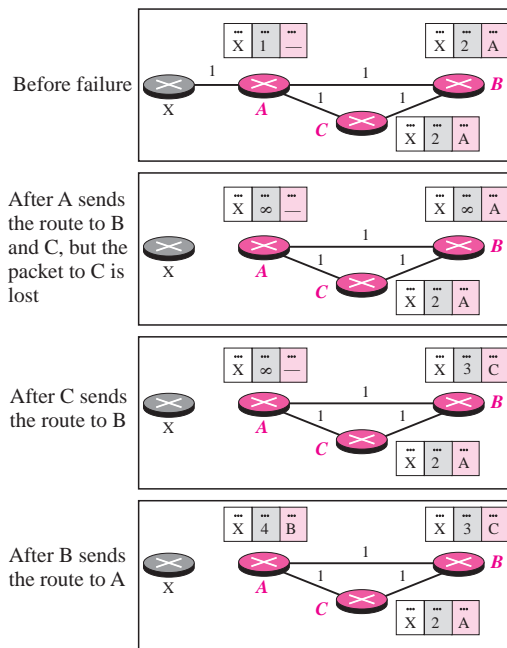 Before failure
... ... ...
X 1 —
... ... ...
X 2 A
1
1
X
A
1
1
B
C
... ... ...
X 2 A
After A sends
the route to B
and C, but the
packet to C is
lost
... ... ...
X ∞ —
... ... ...
X ∞ A
1
X
A
1
1
B
C
... ... ...
X 2 A
After C sends
the route to B
... ... ...
X ∞ —
... ... ...
X 3 C
1
X
A
1
1
B
C
... ... ...
X 2 A
After B sends
the route to A
... ... ...
X 4 B
... ... ...
X 3 C
1
X
A
1
1
B
C
... ... ...
X 2 A